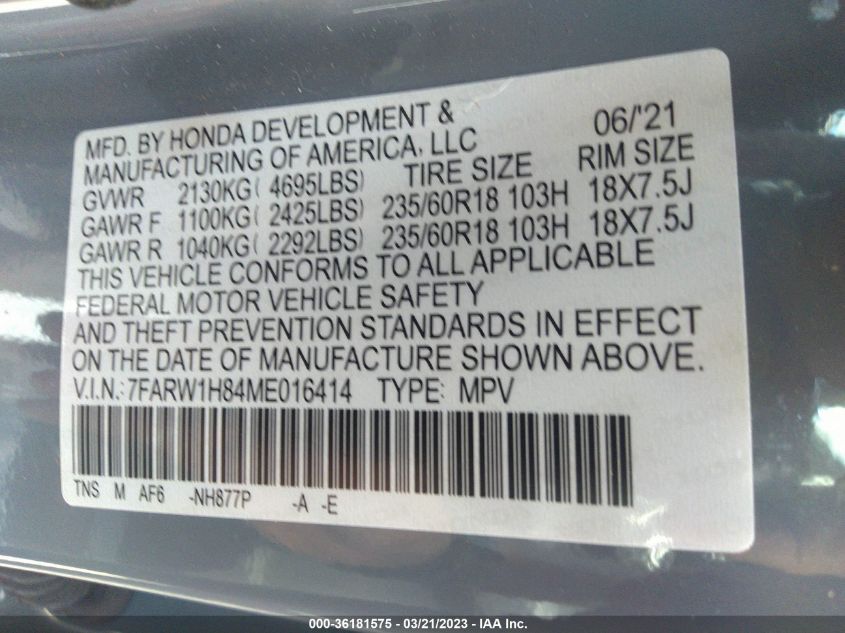 MFD. BY HONDA DEVELOPMENT & 06/'21
MANUFACTURING OF AMERICA, LLC
GVWR 2130KG( 4695LBS) TIRE SIZE RIM SIZE
GAWR F 1100KG( 2425LBS) 235/60R18 103H 18X7.5J
GAWR R 1040KG( 2292LBS) 235/60R18 103H 18X7.5J
THIS VEHICLE CONFORMS TO ALL APPLICABLE
FEDERAL MOTOR VEHICLE SAFETY
AND THEFT PREVENTION STANDARDS IN EFFECT
ON THE DATE OF MANUFACTURE SHOWN ABOVE.
V.I.N.: 7FARW1H84ME016414 TYPE: MPV
TNS M AF6 -NH877P -A -E
000-36181575 - 03/21/2023 - IAA Inc.